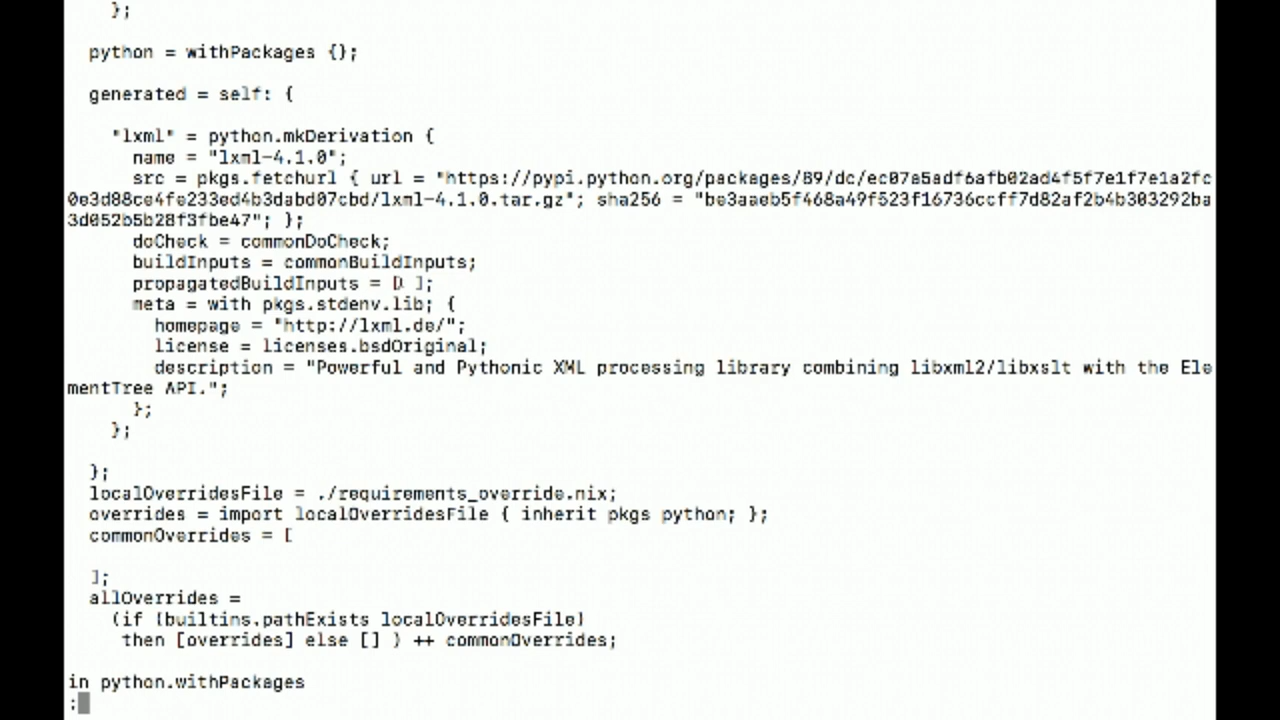 };
python = withPackages {};
generated = self: {
"lxml" = python.mkDerivation {
name = "lxml-4.1.0";
src = pkgs.fetchurl { url = "https://pypi.python.org/packages/89/dc/ec07a5adf6afb02ad4f5f7e1f7e1a2fc
0e3d88ce4fe233ed4b3dabd07cbd/lxml-4.1.0.tar.gz"; sha256 = "be3aaeb5f468a49f523f16736ccff7d82af2b4b303292ba
3d052b5b28f3fbe47"; };
doCheck = commonDoCheck;
buildInputs = commonBuildInputs;
propagatedBuildInputs = [ ];
meta = with pkgs.stdenv.lib; {
homepage = "http://lxml.de/";
license = licenses.bsdOriginal;
description = "Powerful and Pythonic XML processing library combining libxml2/libxslt with the Ele
mentTree API.";
};
};
};
localOverridesFile = ./requirements_override.nix;
overrides = import localOverridesFile { inherit pkgs python; };
commonOverrides = [
];
allOverrides =
(if (builtins.pathExists localOverridesFile)
then [overrides] else [] ) ++ commonOverrides;
in python.withPackages
: